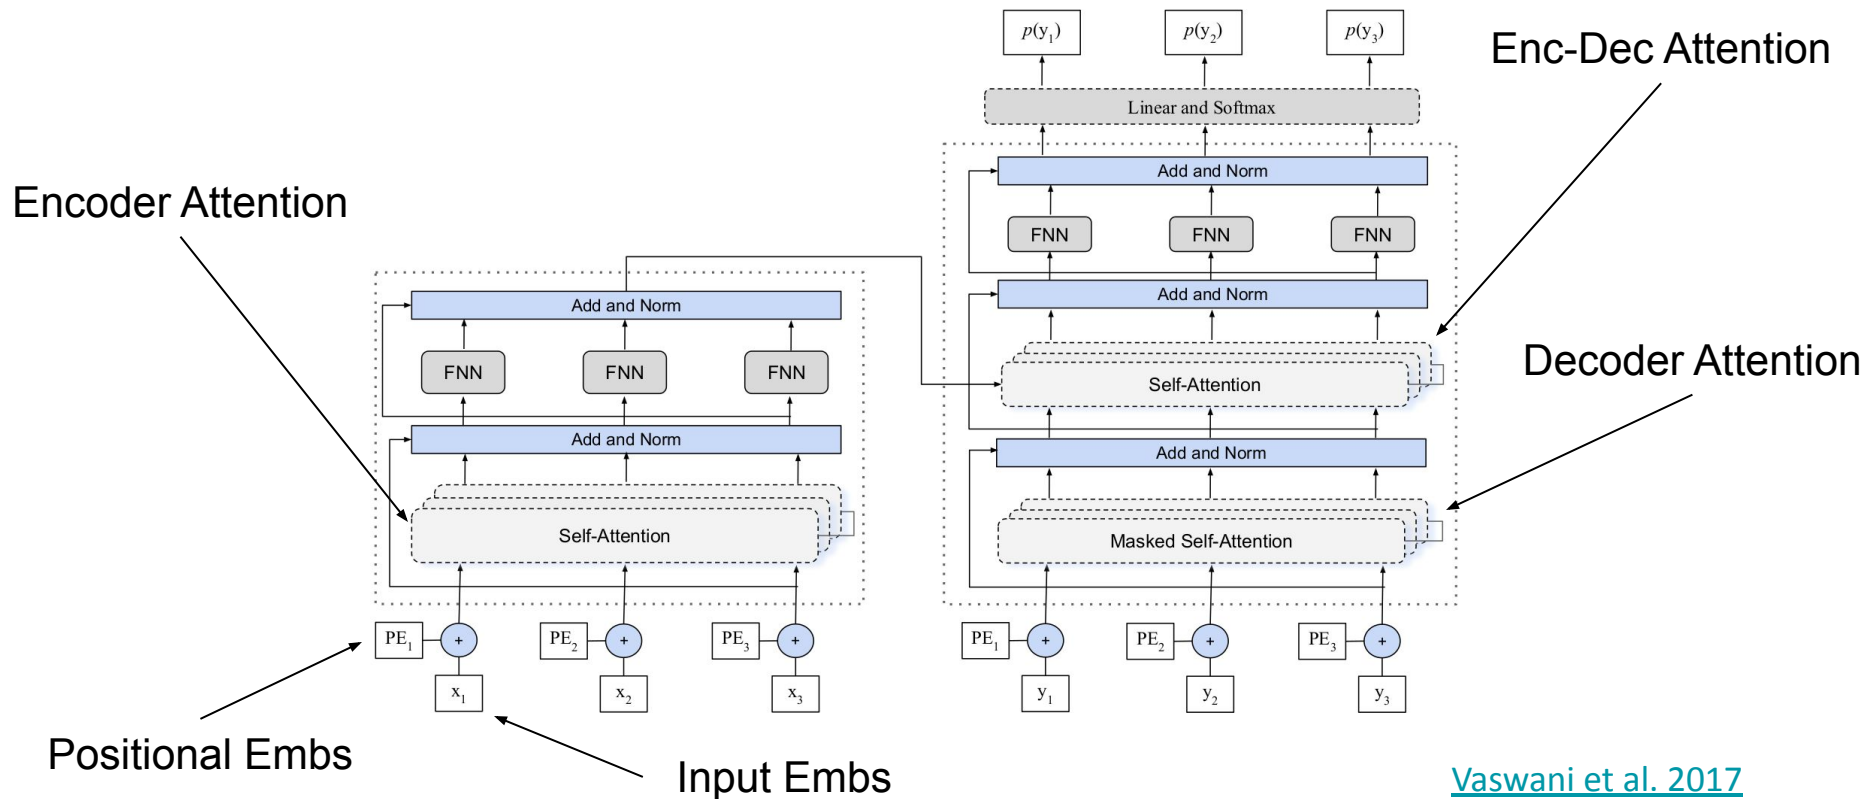 p(y₁)
p(y₂)
p(y₃)
Enc-Dec Attention
Linear and Softmax
Add and Norm
Encoder Attention
FNN
FNN
FNN
Add and Norm
Add and Norm
FNN
FNN
FNN
Decoder Attention
Self-Attention
Add and Norm
Add and Norm
Self-Attention
Masked Self-Attention
PE₁
+
PE₂
+
PE₃
+
PE₁
+
PE₂
+
PE₃
+
x₁
x₂
x₃
y₁
y₂
y₃
Positional Embs
Input Embs
Vaswani et al. 2017